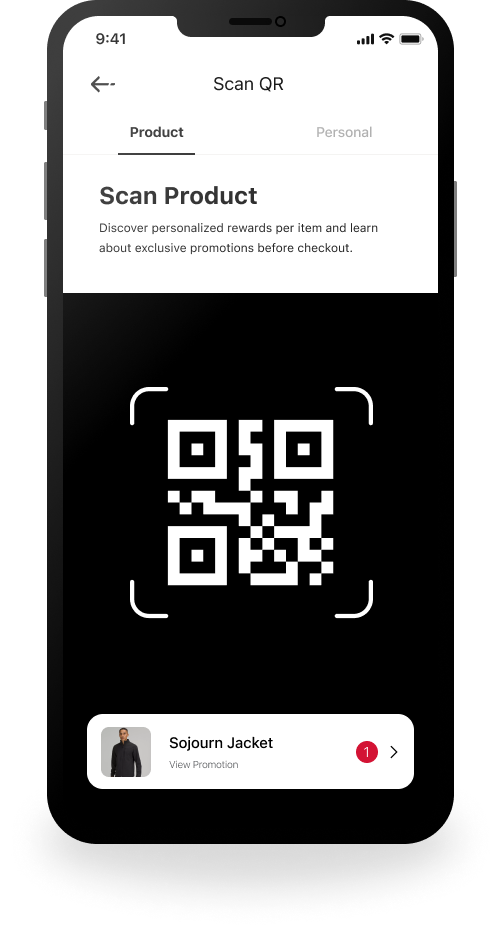 9:41
Scan QR
Product
Personal
Scan Product
Discover personalized rewards per item and learn
about exclusive promotions before checkout.
Sojourn Jacket
View Promotion
1